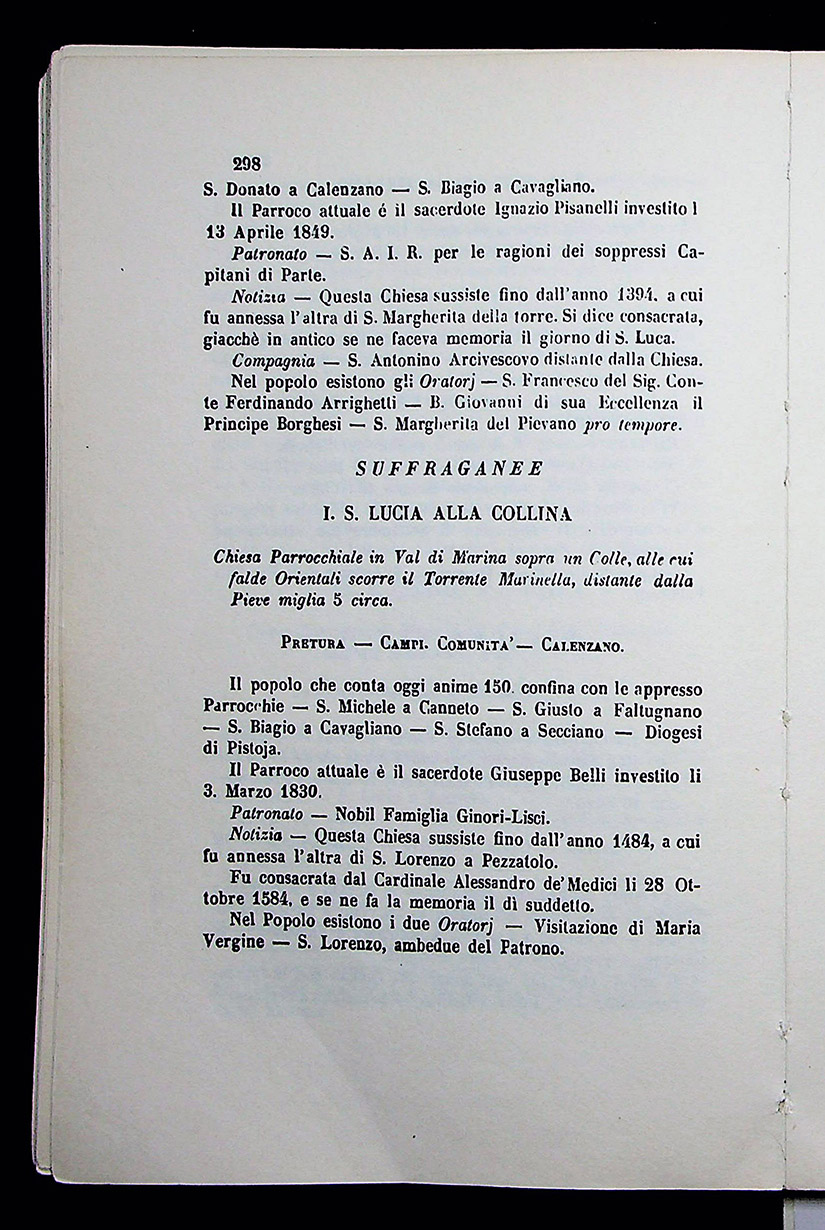 298
S. Donato a Calenzano — S. Biagio a Cavagliano.
Il Parroco attuale é il sacerdote Ignazio Pisanelli investito l
13 Aprile 1849.
Patronato — S. A. I. R. per le ragioni dei soppressi Ca-
pitani di Parte.
Notizia — Questa Chiesa sussiste fino dall'anno 1394. a cui
fu annessa l'altra di S. Margherita della torre. Si dice consacrata,
giacchè in antico se ne faceva memoria il giorno di S. Luca.
Compagnia — S. Antonino Arcivescovo distante dalla Chiesa.
Nel popolo esistono gli Oratorj — S. Francesco del Sig. Con-
te Ferdinando Arrighetti — B. Giovanni di sua Eccellenza il
Principe Borghesi — S. Margherita del Pievano pro tempore.
SUFFRAGANEE
I. S. LUCIA ALLA COLLINA
Chiesa Parrocchiale in Val di Marina sopra un Colle, alle cui
falde Orientali scorre il Torrente Marinella, distante dalla
Pieve miglia 5 circa.
PRETURA — CAMPI. COMUNITA' — CALENZANO.
Il popolo che conta oggi anime 150. confina con le appresso
Parrocchie — S. Michele a Canneto — S. Giusto a Faltugnano
— S. Biagio a Cavagliano — S. Stefano a Secciano — Diogesi
di Pistoja.
Il Parroco attuale è il sacerdote Giuseppe Belli investito li
3. Marzo 1830.
Patronato — Nobil Famiglia Ginori-Lisci.
Notizia — Questa Chiesa sussiste fino dall'anno 1484, a cui
fu annessa l'altra di S. Lorenzo a Pezzatolo.
Fu consacrata dal Cardinale Alessandro de' Medici li 28 Ot-
tobre 1584, e se ne fa la memoria il dì suddetto.
Nel Popolo esistono i due Oratorj — Visitazione di Maria
Vergine — S. Lorenzo, ambedue del Patrono.